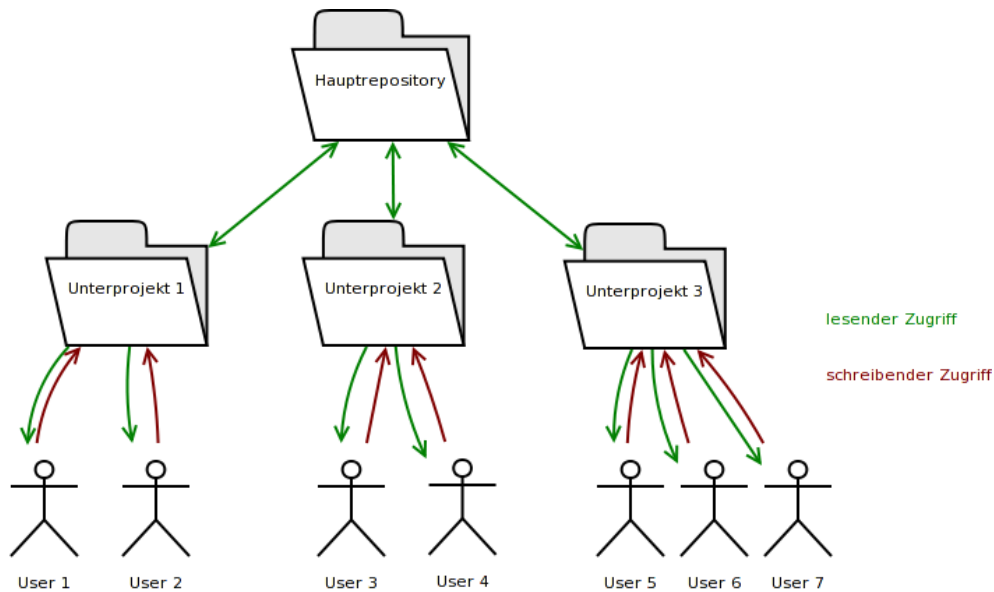 Hauptrepository
Unterprojekt 1
Unterprojekt 2
Unterprojekt 3
lesender Zugriff
schreibender Zugriff
User 1
User 2
User 3
User 4
User 5
User 6
User 7